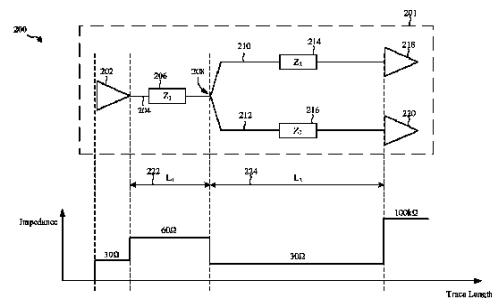 200
201
202
204
206
Z₁
208
210
214
Z₂
218
212
216
Z₂
220
222
L₁
224
L₂
Impedance
30Ω
60Ω
30Ω
100kΩ
Trace Length